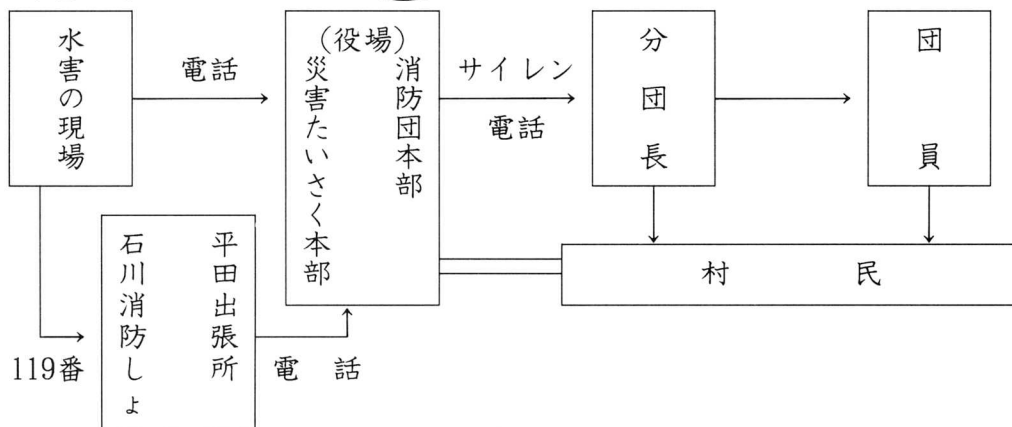 水害の現場
電話
(役場)
消防団本部
災害たいさく本部
サイレン
電話
分団長
団員
村民
119番
平田出張所
石川消防しょ
電話